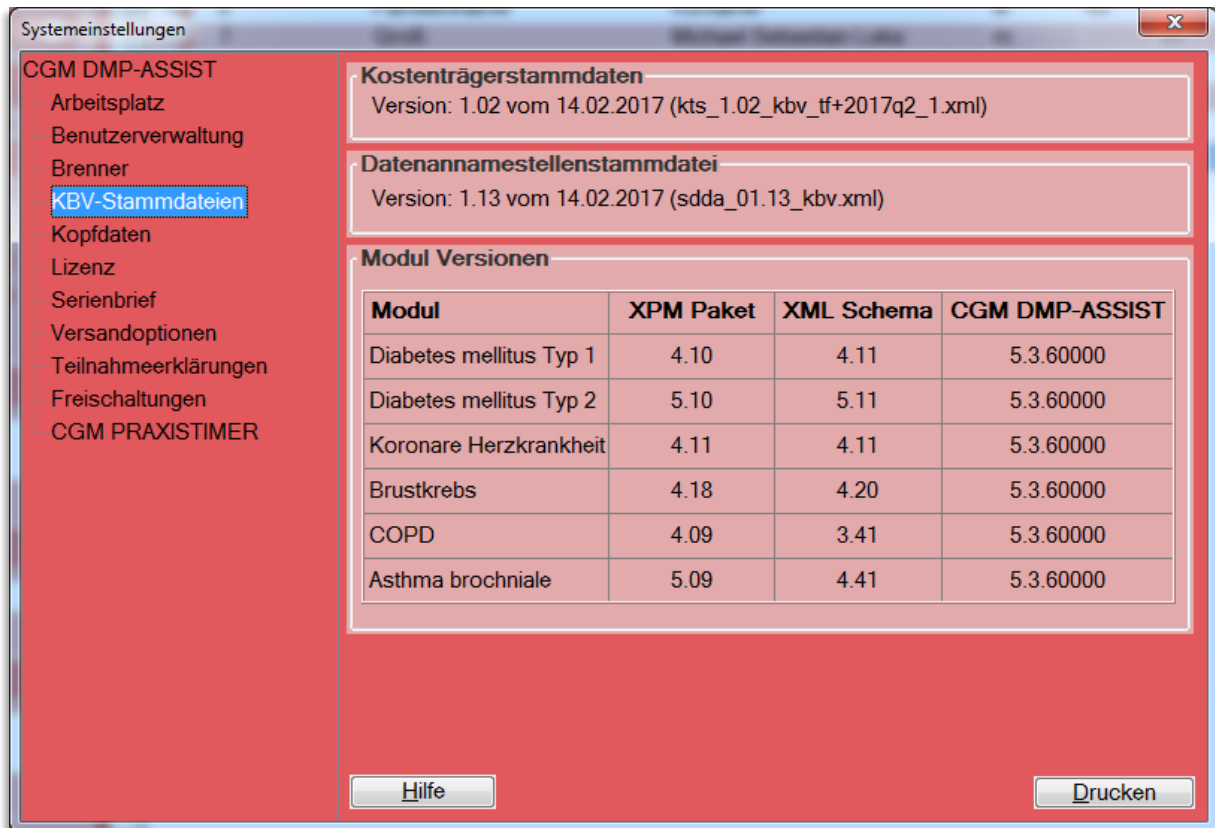 Systemeinstellungen
x
CGM DMP-ASSIST
Arbeitsplatz
Benutzerverwaltung
Brenner
KBV-Stammdateien
Kopfdaten
Lizenz
Serienbrief
Versandoptionen
Teilnahmeerklärungen
Freischaltungen
CGM PRAXISTIMER
Kostenträgerstammdaten
Version: 1.02 vom 14.02.2017 (kts_1.02_kbv_tf+2017q2_1.xml)
Datenannamestellenstammdatei
Version: 1.13 vom 14.02.2017 (sdda_01.13_kbv.xml)
Modul Versionen
Modul XPM Paket XML Schema CGM DMP-ASSIST
Diabetes mellitus Typ 1 4.10 4.11 5.3.60000
Diabetes mellitus Typ 2 5.10 5.11 5.3.60000
Koronare Herzkrankheit 4.11 4.11 5.3.60000
Brustkrebs 4.18 4.20 5.3.60000
COPD 4.09 3.41 5.3.60000
Asthma brochniale 5.09 4.41 5.3.60000
Hilfe Drucken